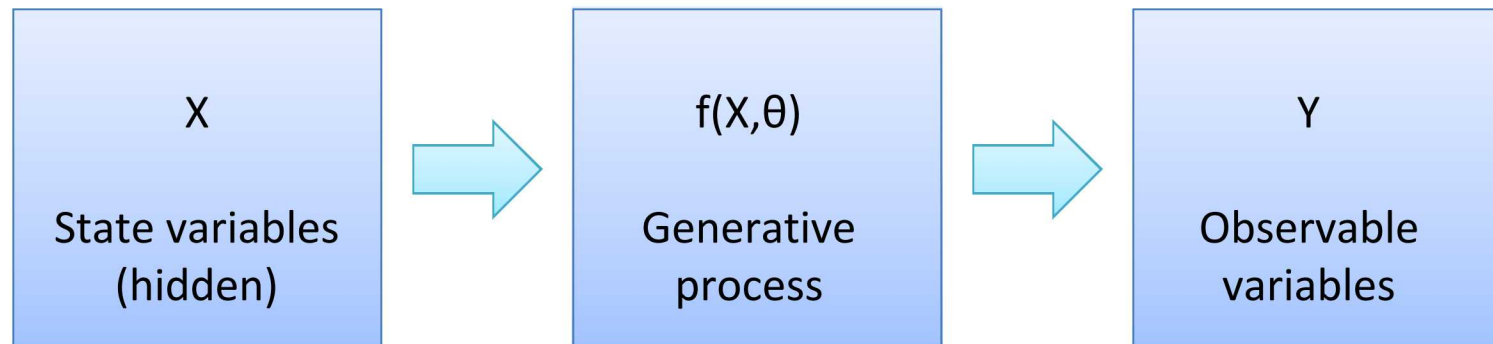 X
State variables
(hidden)
f(X,θ)
Generative
process
Y
Observable
variables